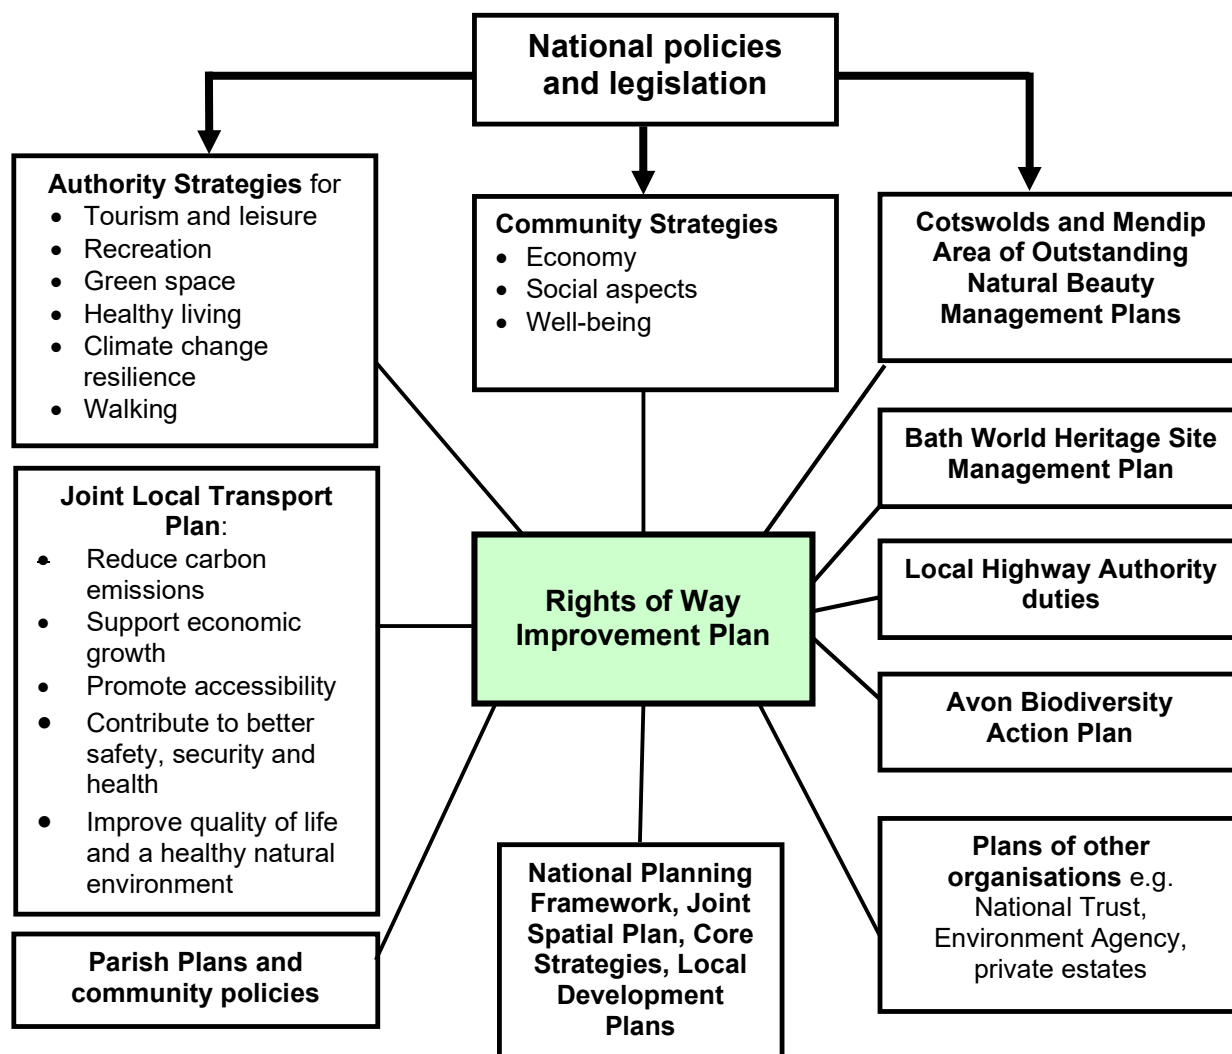 National policies
and legislation
Authority Strategies for
• Tourism and leisure
• Recreation
• Green space
• Healthy living
• Climate change
resilience
• Walking
Community Strategies
• Economy
• Social aspects
• Well-being
Cotswolds and Mendip
Area of Outstanding
Natural Beauty
Management Plans
Bath World Heritage Site
Management Plan
Joint Local Transport
Plan:
• Reduce carbon
emissions
• Support economic
growth
• Promote accessibility
• Contribute to better
safety, security and
health
• Improve quality of life
and a healthy natural
environment
Rights of Way
Improvement Plan
Local Highway Authority
duties
Avon Biodiversity
Action Plan
Plans of other
organisations e.g.
National Trust,
Environment Agency,
private estates
National Planning
Framework, Joint
Spatial Plan, Core
Strategies, Local
Development
Plans
Parish Plans and
community policies